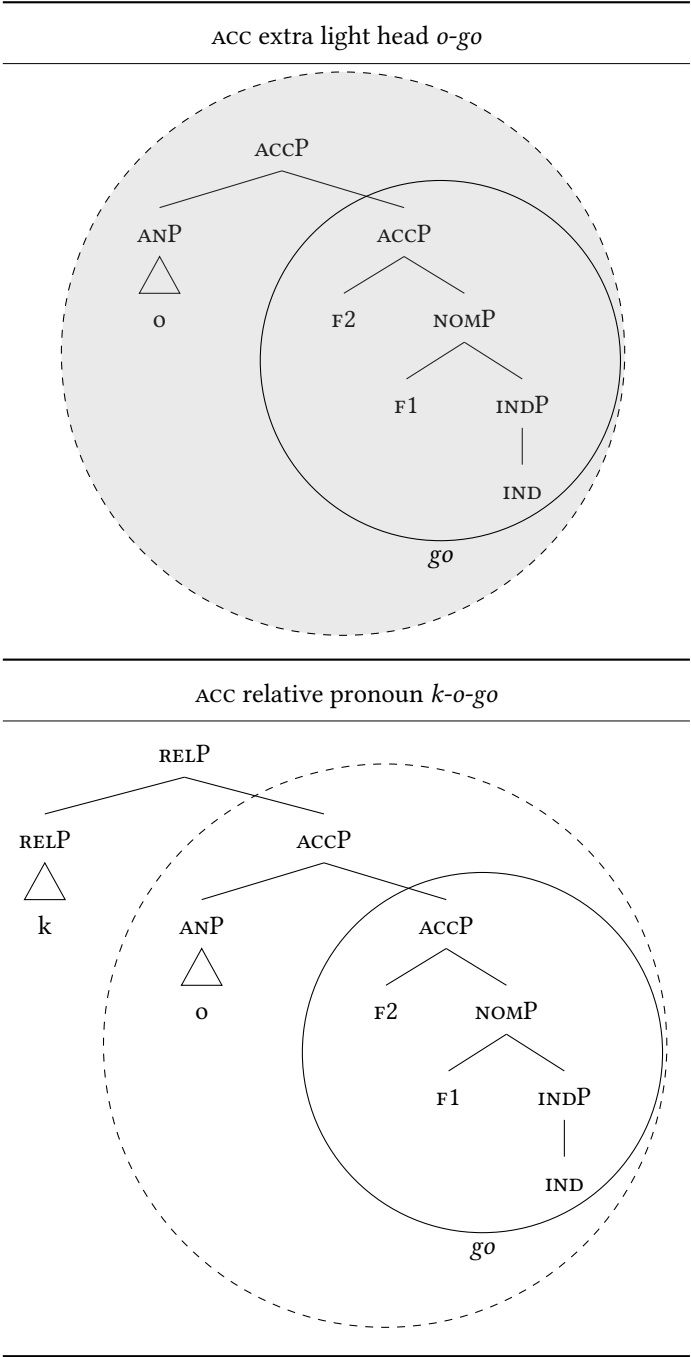 ACC extra light head o-go
ACCP
ANP ACCP
o F2 NOMP
F1 INDP
IND
go
ACC relative pronoun k-o-go
RELP
RELP ACCP
k ANP ACCP
o F2 NOMP
F1 INDP
IND
go